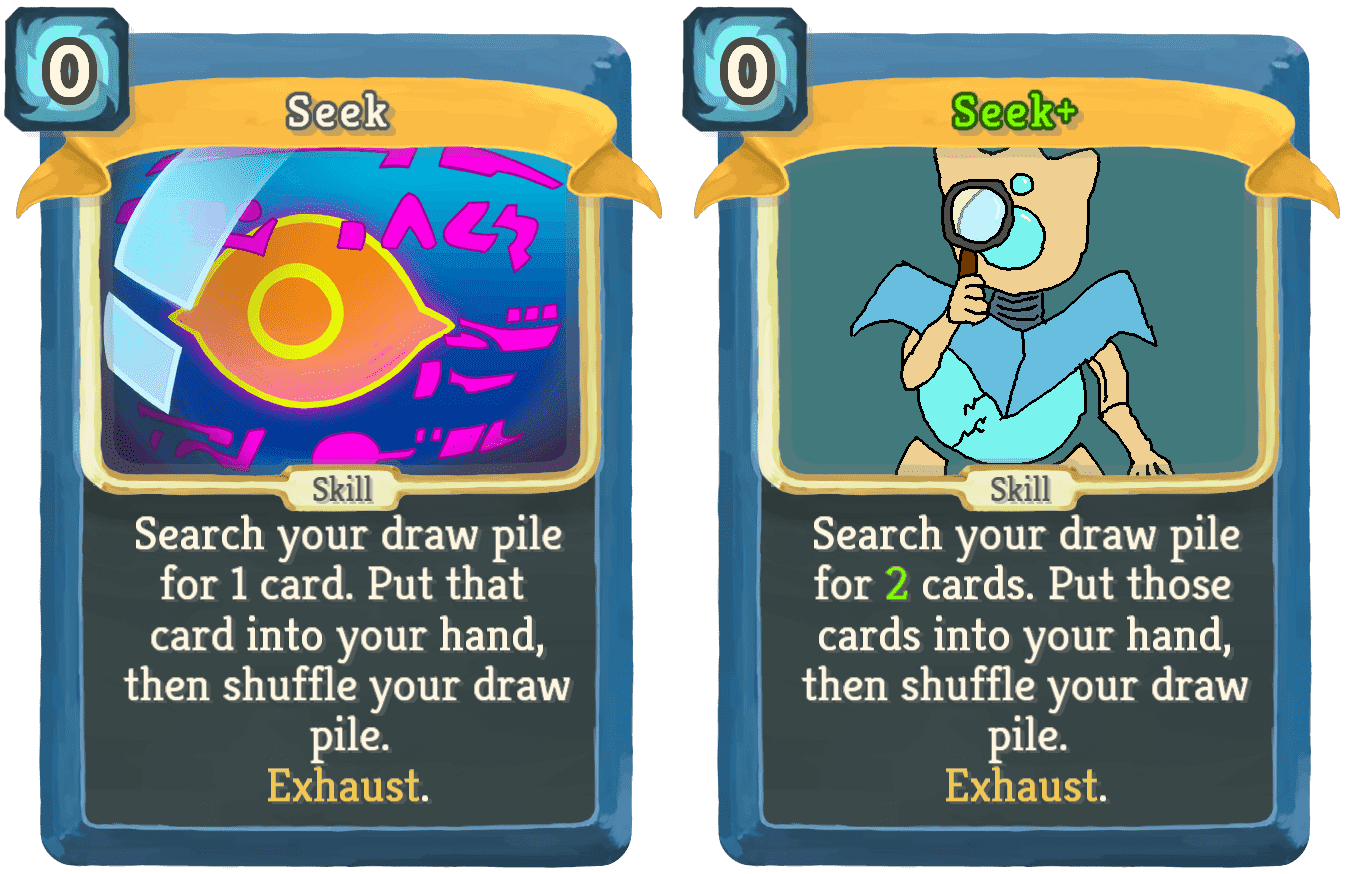 0
Seek
Skill
Search your draw pile
for 1 card. Put that
card into your hand,
then shuffle your draw
pile.
Exhaust.
0
Seek+
Skill
Search your draw pile
for 2 cards. Put those
cards into your hand,
then shuffle your draw
pile.
Exhaust.